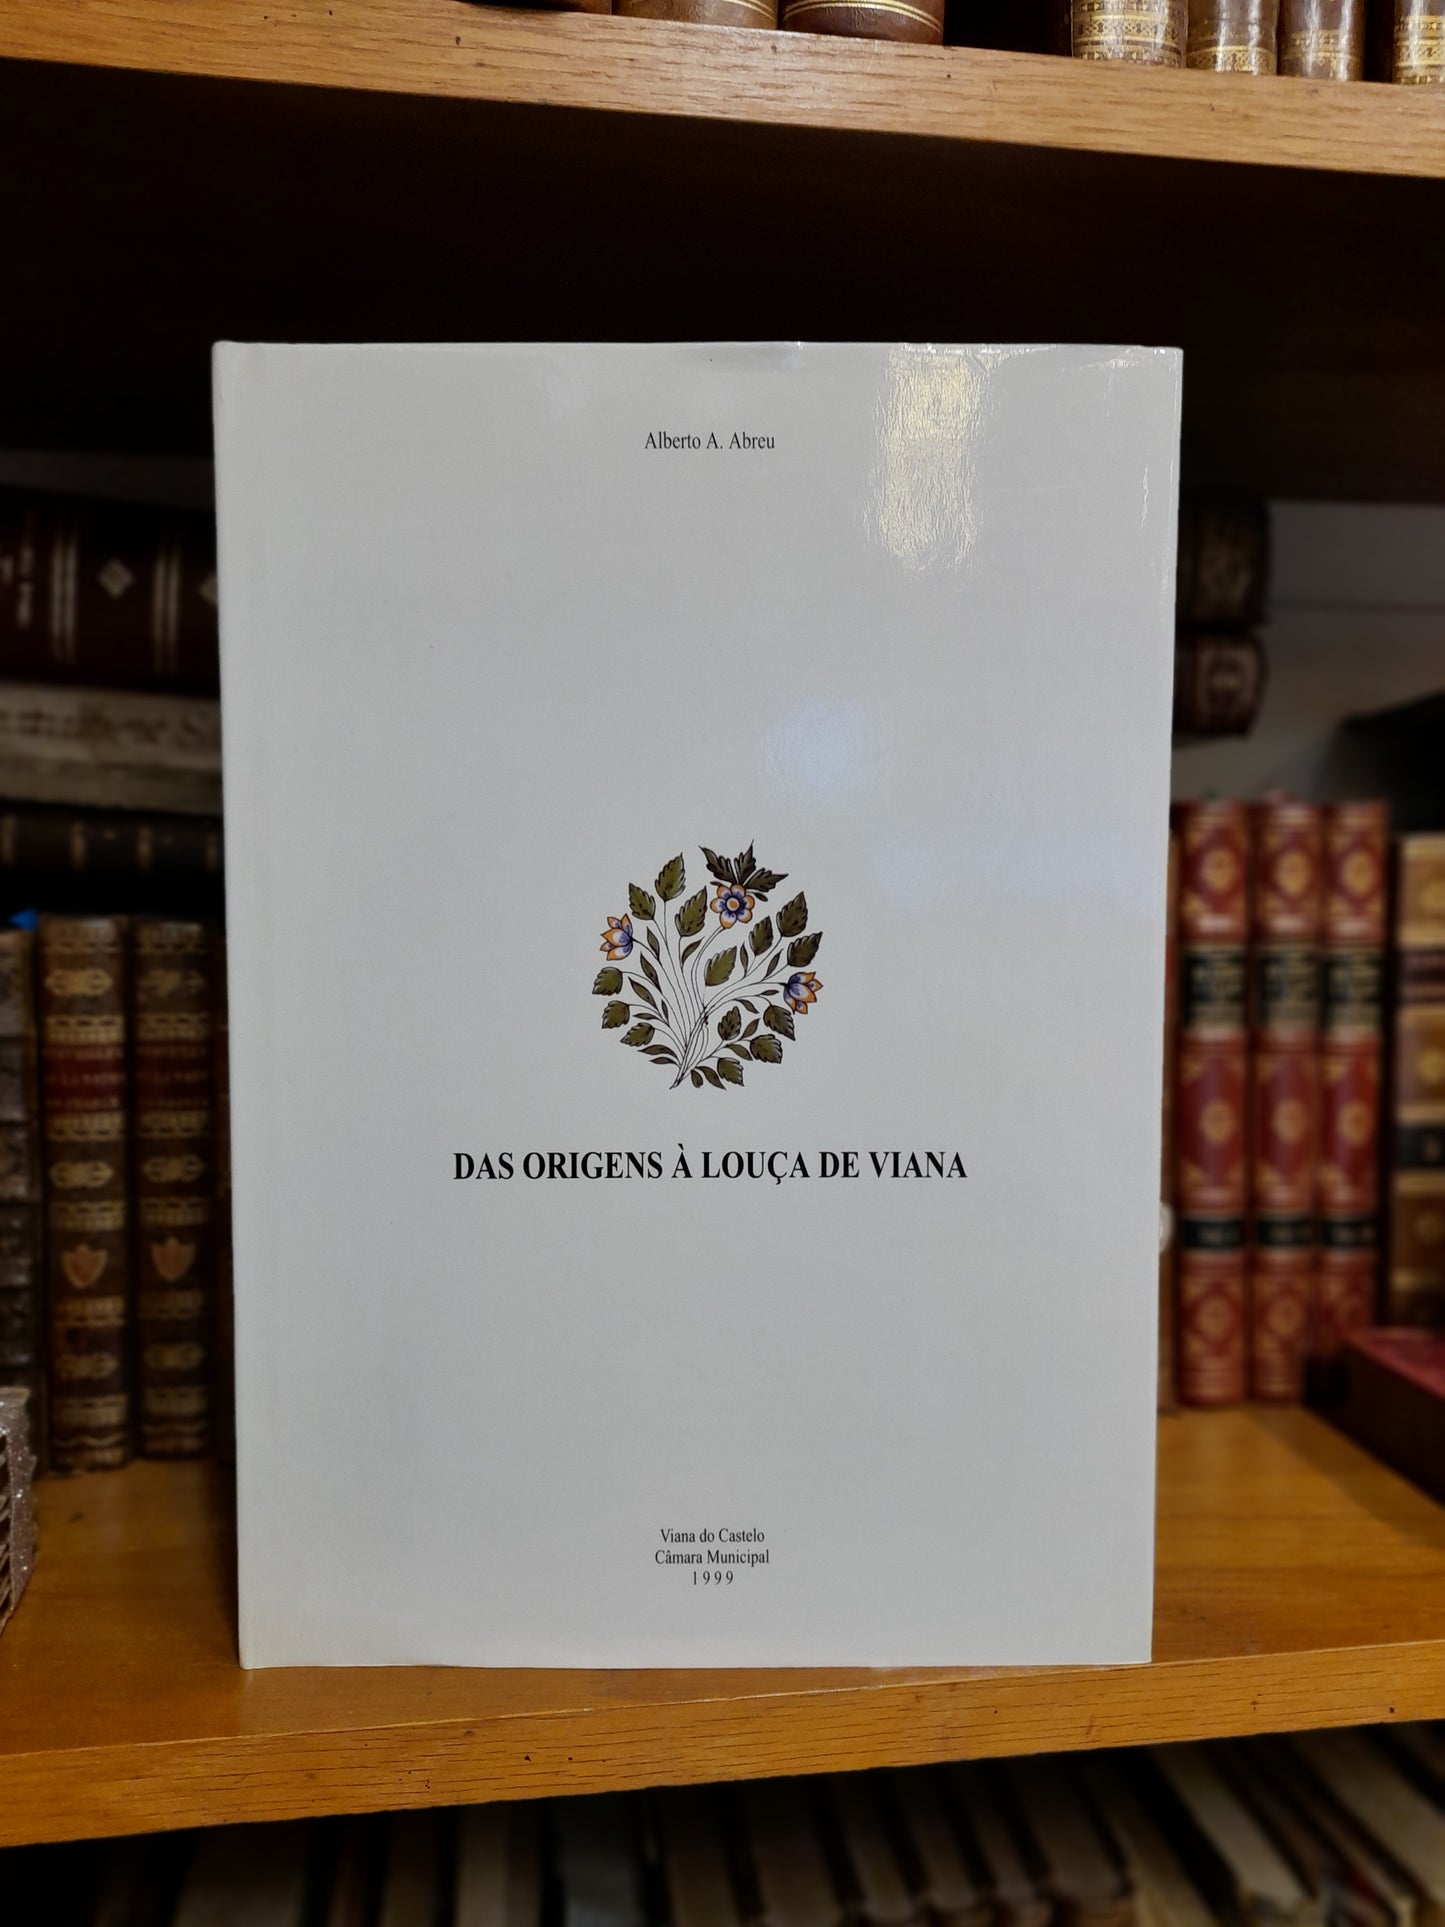 Alberto A. Abreu
DAS ORIGENS À LOUÇA DE VIANA
Viana do Castelo
Câmara Municipal
1999